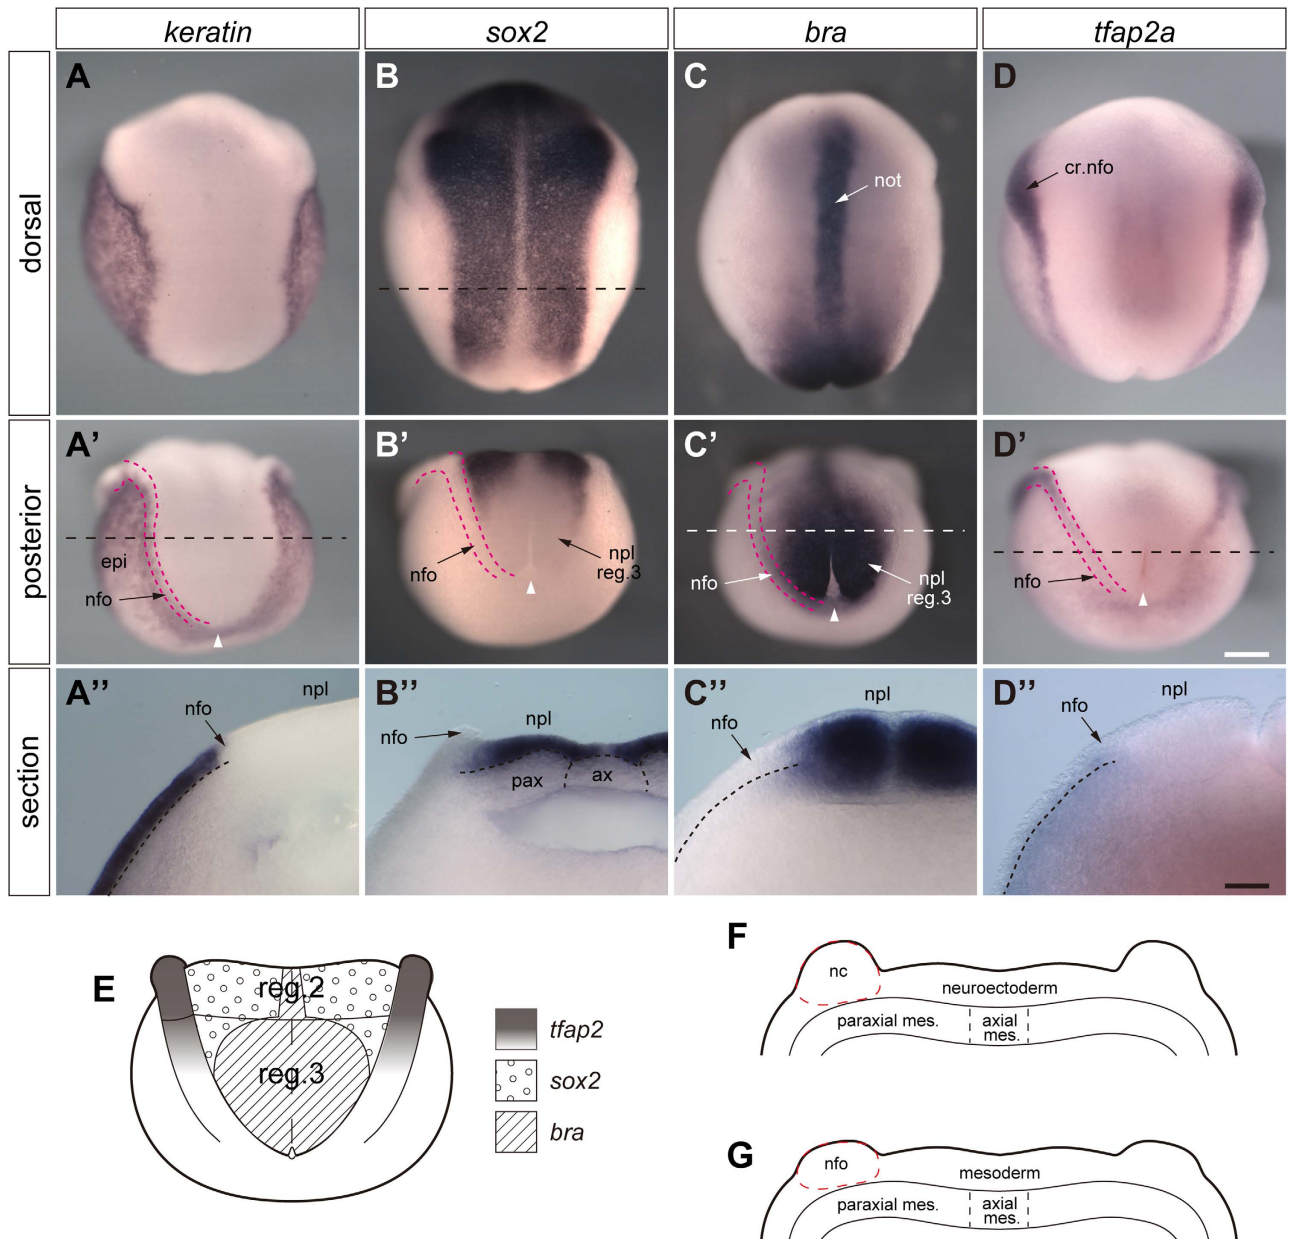 keratin
sox2
bra
tfap2a
dorsal
A
B
C
not
D
cr.nfo
posterior
A’
epi
nfo
B’
nfo
npl
reg.3
C’
nfo
npl
reg.3
D’
nfo
section
A’’
nfo
npl
B’’
nfo
npl
pax
ax
C’’
nfo
npl
D’’
nfo
npl
E
reg.2
reg.3
tfap2
sox2
bra
F
nc
neuroectoderm
paraxial mes.
axial
mes.
G
nfo
mesoderm
paraxial mes.
axial
mes.